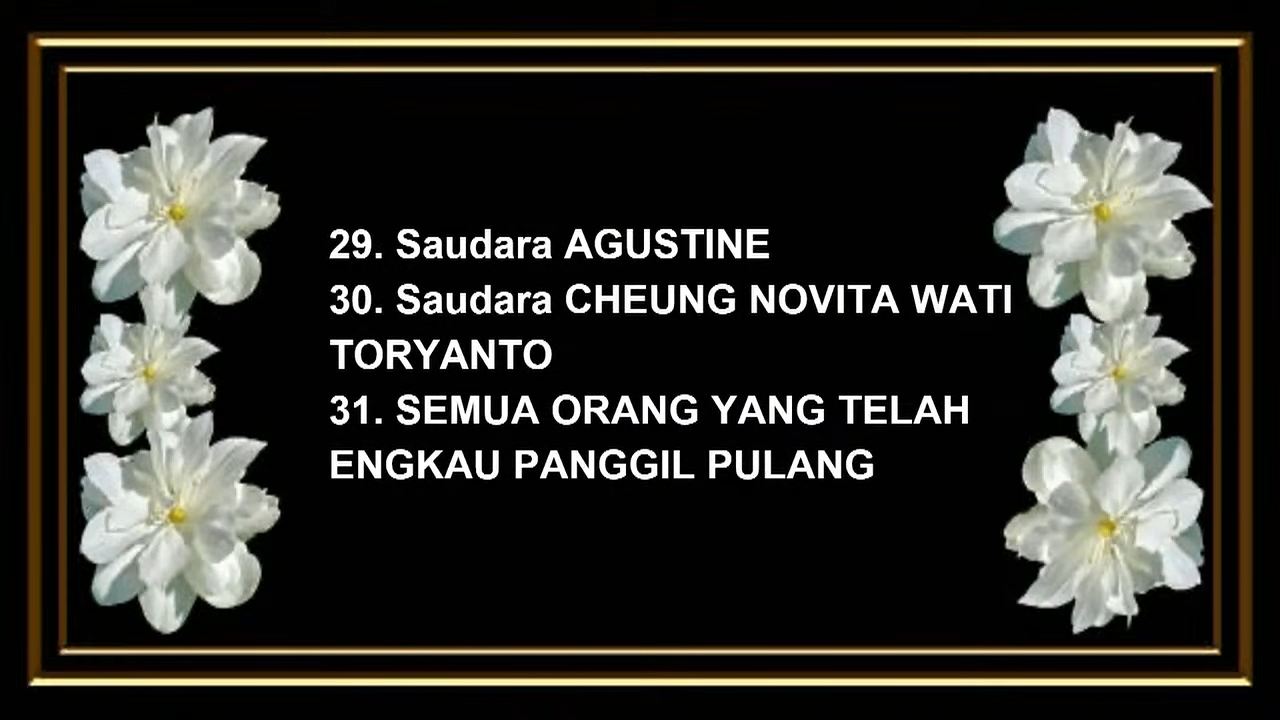 29. Saudara AGUSTINE
30. Saudara CHEUNG NOVITA WATI
TORYANTO
31. SEMUA ORANG YANG TELAH
ENGKAU PANGGIL PULANG